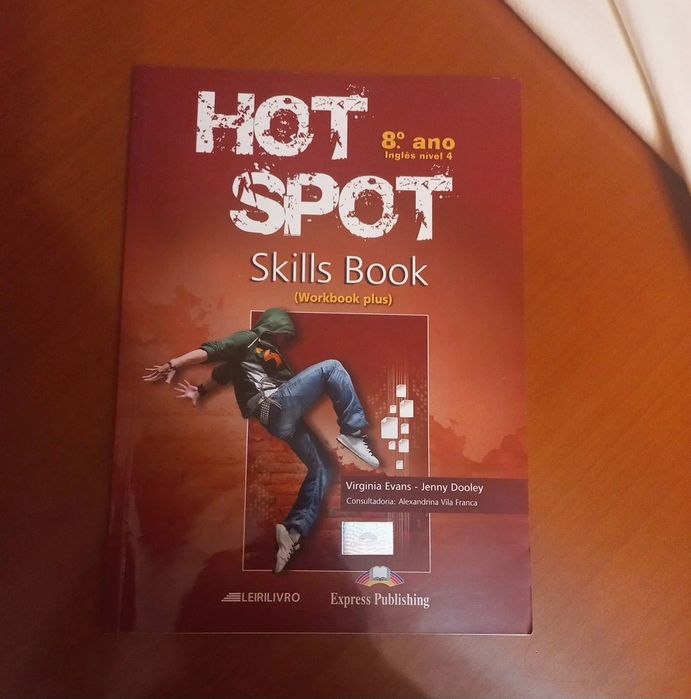 HOT
8.º ano
Inglês nível 4
SPOT
Skills Book
(Workbook plus)
Virginia Evans - Jenny Dooley
Consultadoria: Alexandrina Vila Franca
LEIRILIVRO
Express Publishing